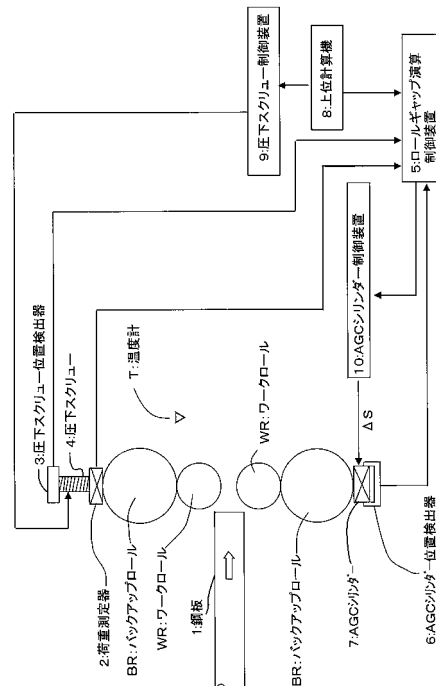 3:圧下スクリュー位置検出器
4:圧下スクリュー
2:荷重測定器
BR:バックアップロール
WR:ワークロール
1:鋼板
T:温度計
WR:ワークロール
BR:バックアップロール
7:AGCシリンダー
6:AGCシリンダー位置検出器
ΔS
10:AGCシリンダー制御装置
9:圧下スクリュー制御装置
8:上位計算機
5:ロールギャップ演算
制御装置